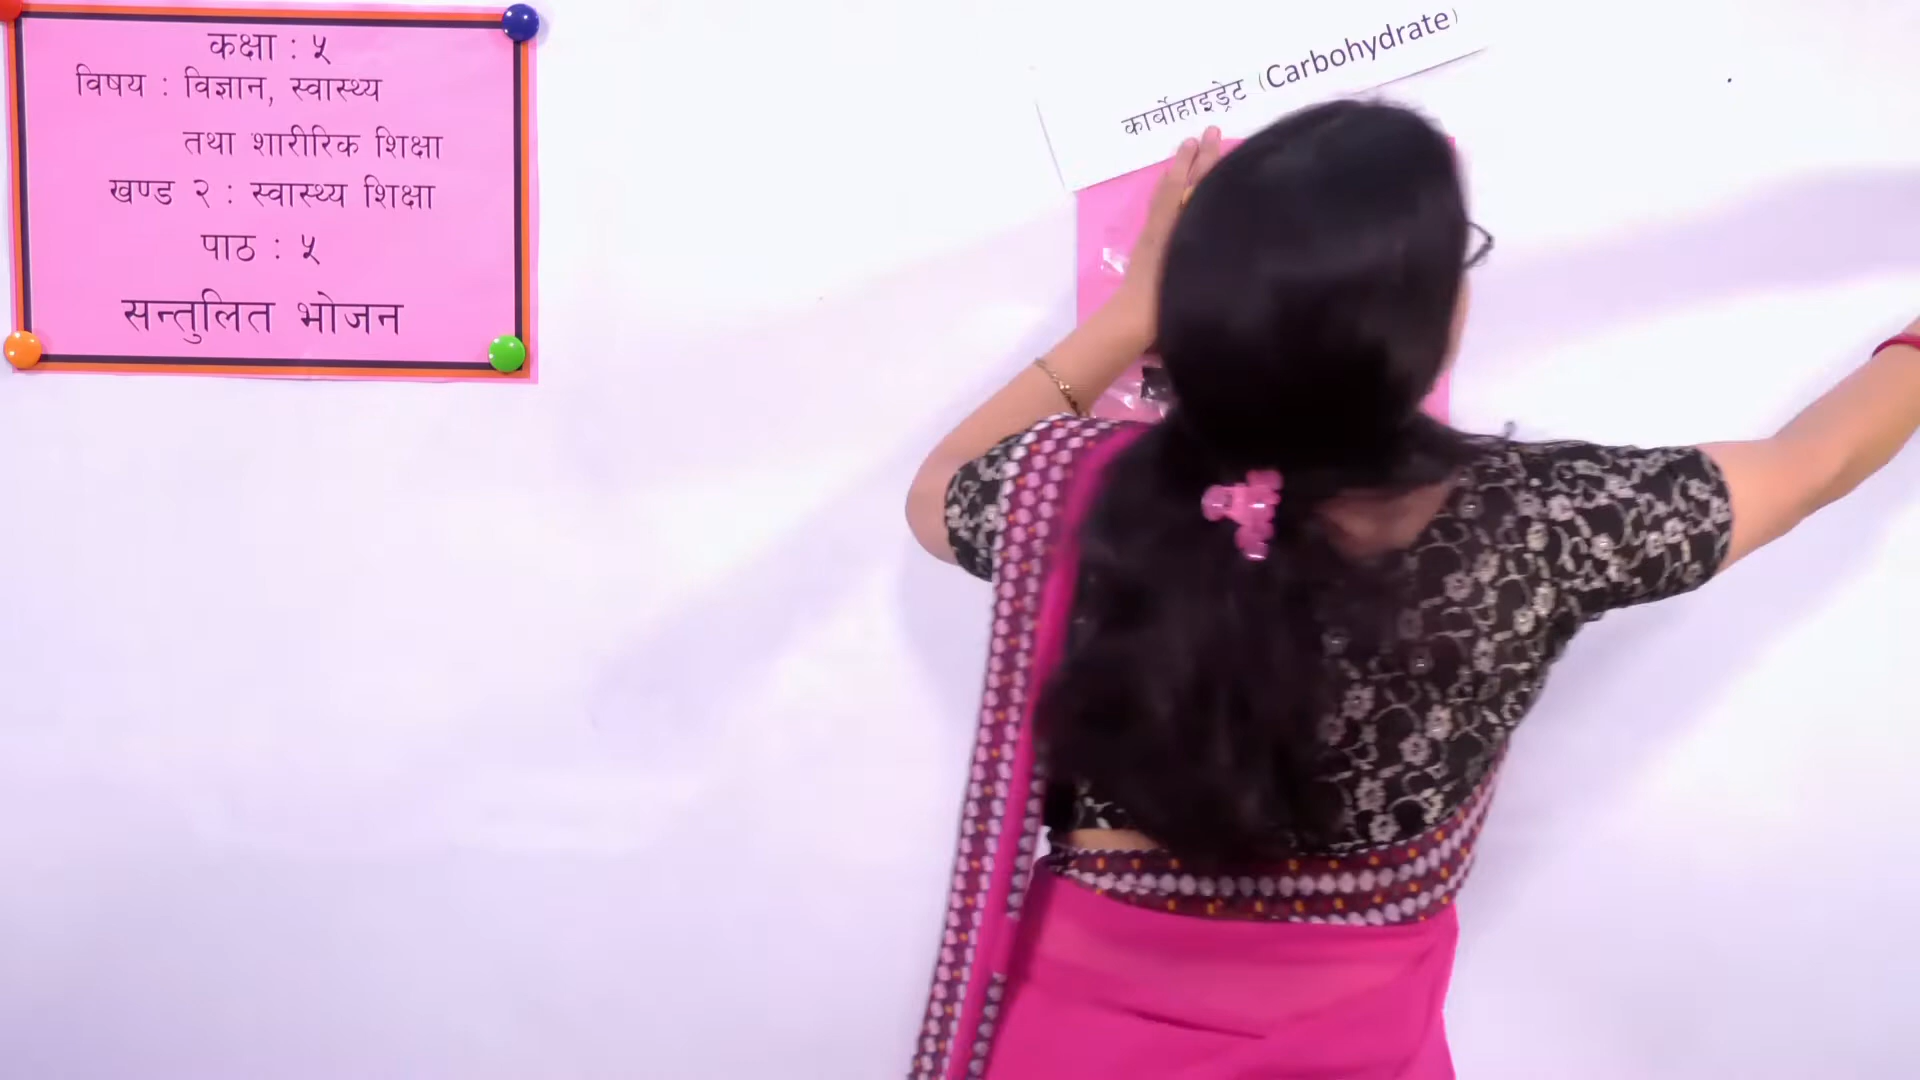 कक्षा : ५
विषय : विज्ञान, स्वास्थ्य
तथा शारीरिक शिक्षा
खण्ड २ : स्वास्थ्य शिक्षा
पाठ : ५
सन्तुलित भोजन
कार्बोहाइड्रेट (Carbohydrate)